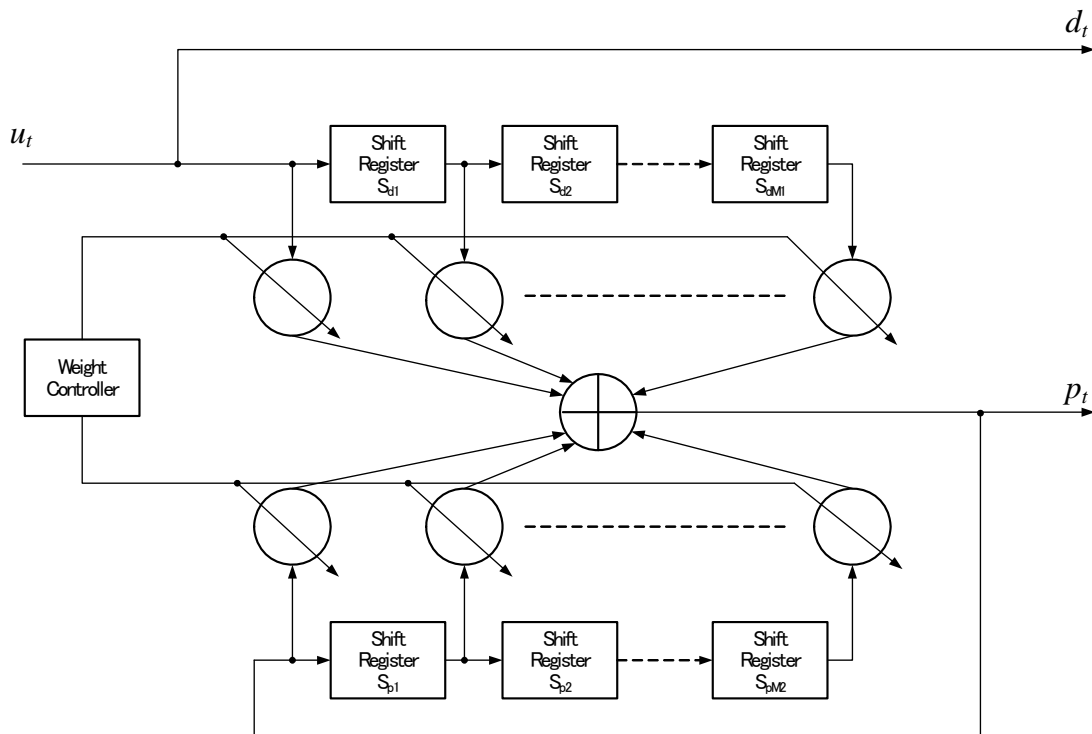 d_t
u_t
Shift
Register
S_d1
Shift
Register
S_d2
Shift
Register
S_dM1
Weight
Controller
p_t
Shift
Register
S_p1
Shift
Register
S_p2
Shift
Register
S_pM2